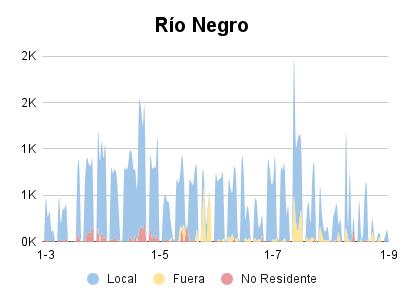 Río Negro
2K
2K
1K
1K
0K
1-3 1-5 1-7 1-9
Local Fuera No Residente